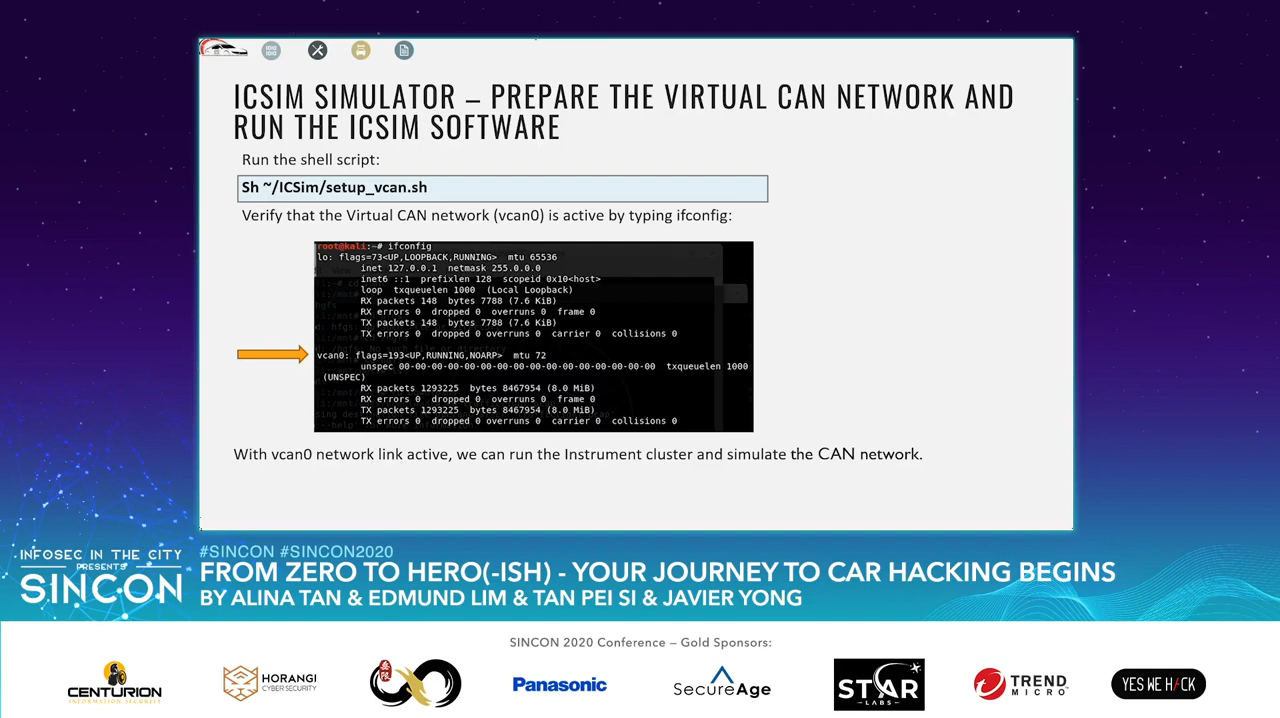 ICSIM SIMULATOR – PREPARE THE VIRTUAL CAN NETWORK AND
RUN THE ICSIM SOFTWARE
Run the shell script:
Sh ~/ICSim/setup_vcan.sh
Verify that the Virtual CAN network (vcan0) is active by typing ifconfig:
root@kali:~# ifconfig
lo: flags=73<UP,LOOPBACK,RUNNING> mtu 65536
inet 127.0.0.1 netmask 255.0.0.0
inet6 ::1 prefixlen 128 scopeid 0x10<host>
loop txqueuelen 1000 (Local Loopback)
RX packets 148 bytes 7788 (7.6 KiB)
RX errors 0 dropped 0 overruns 0 frame 0
TX packets 148 bytes 7788 (7.6 KiB)
TX errors 0 dropped 0 overruns 0 carrier 0 collisions 0
vcan0: flags=193<UP,RUNNING,NOARP> mtu 72
unspec 00-00-00-00-00-00-00-00-00-00-00-00-00-00-00-00 txqueuelen 1000
(UNSPEC)
RX packets 1293225 bytes 8467954 (8.0 MiB)
RX errors 0 dropped 0 overruns 0 frame 0
TX packets 1293225 bytes 8467954 (8.0 MiB)
TX errors 0 dropped 0 overruns 0 carrier 0 collisions 0
With vcan0 network link active, we can run the Instrument cluster and simulate the CAN network.
INFOSEC IN THE CITY
PRESENTS
SINCON
#SINCON #SINCON2020
FROM ZERO TO HERO(-ISH) - YOUR JOURNEY TO CAR HACKING BEGINS
BY ALINA TAN & EDMUND LIM & TAN PEI SI & JAVIER YONG
SINCON 2020 Conference – Gold Sponsors:
CENTURION
INFORMATION SECURITY
HORANGI
CYBER SECURITY
Panasonic
SecureAge
STAR
LABS
TREND
MICRO
YES WE H/CK